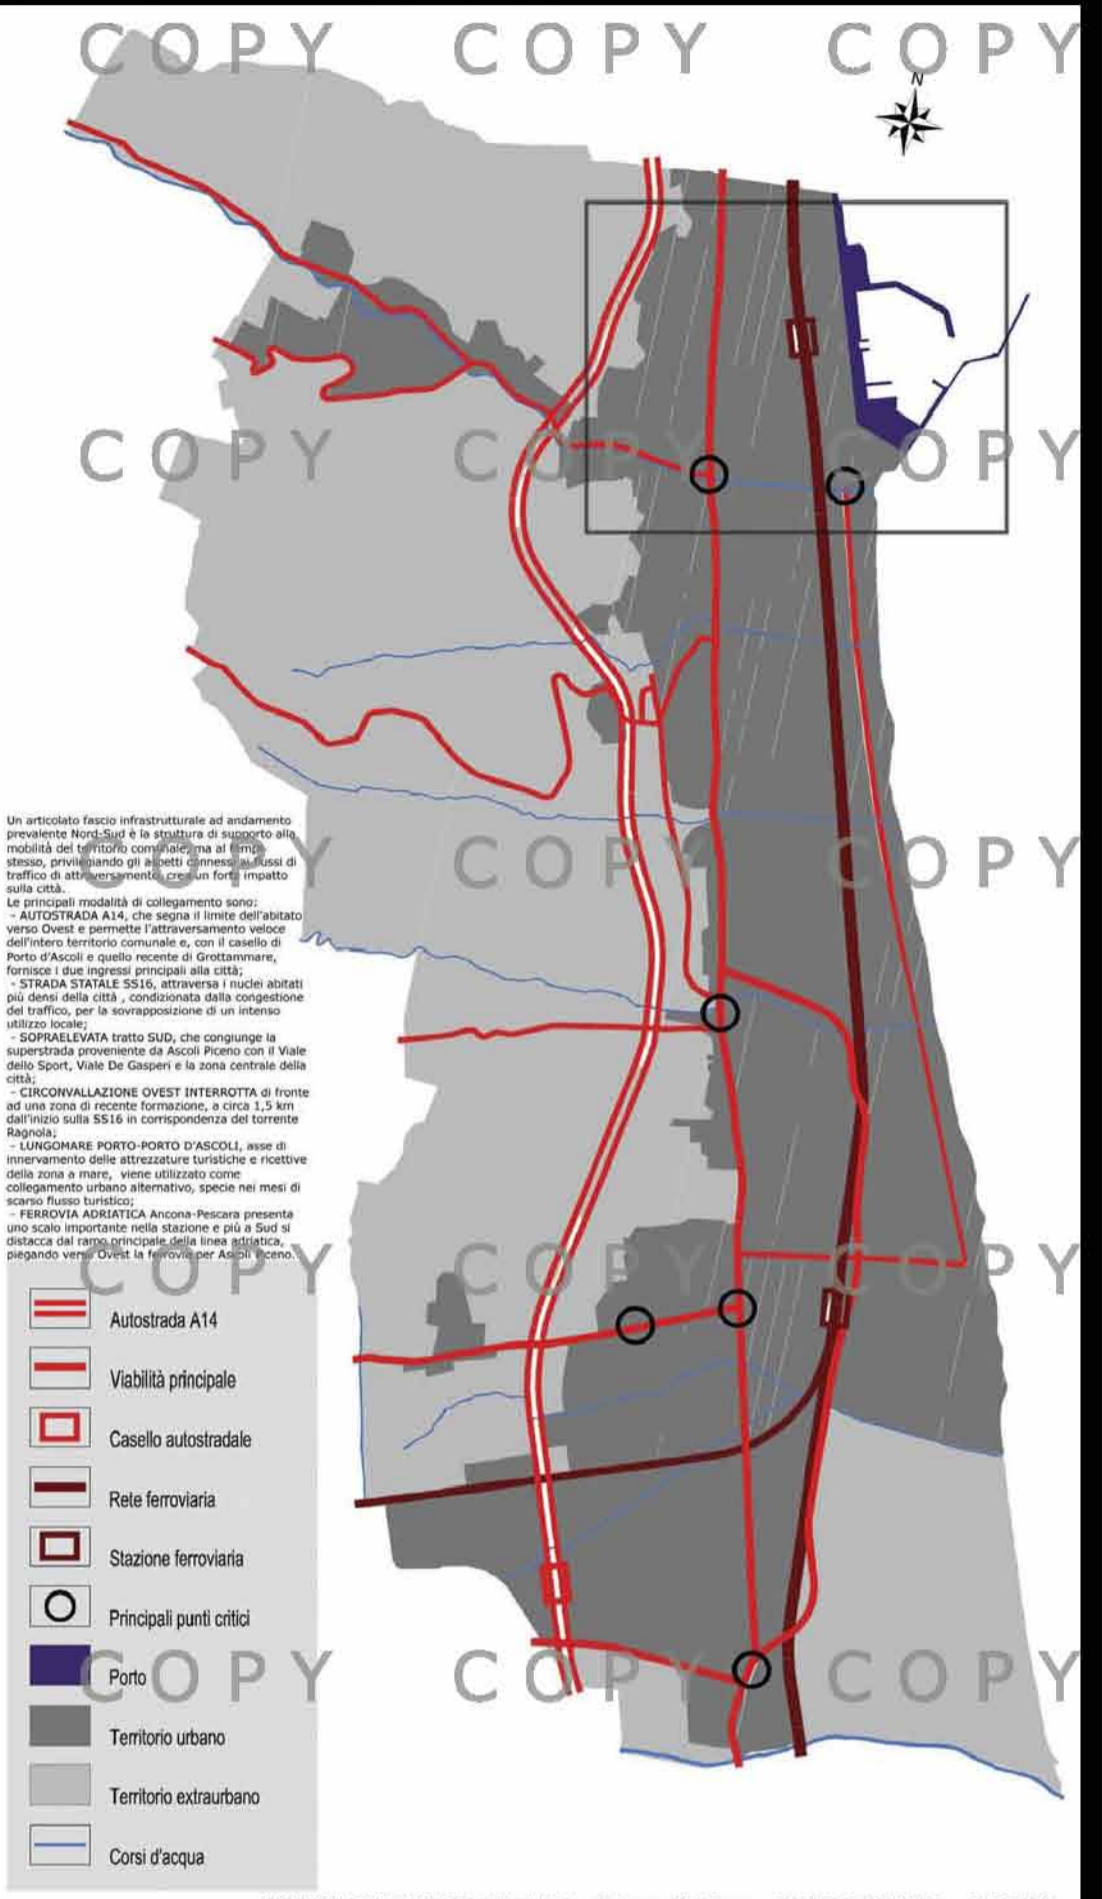 COPY COPY COPY
N
COPY COPY COPY
Un articolato fascio infrastrutturale ad andamento
prevalente Nord-Sud è la struttura di supporto alla
mobilità del territorio comunale, ma al tempo
stesso, privilegiando gli aspetti connessi ai flussi di
traffico di attraversamento, crea un forte impatto
sulla città.
Le principali modalità di collegamento sono:
- AUTOSTRADA A14, che segna il limite dell'abitato
verso Ovest e permette l'attraversamento veloce
dell'intero territorio comunale e, con il casello di
Porto d'Ascoli e quello recente di Grottammare,
fornisce i due ingressi principali alla città;
- STRADA STATALE SS16, attraversa i nuclei abitati
più densi della città , condizionata dalla congestione
del traffico, per la sovrapposizione di un intenso
utilizzo locale;
- SOPRAELEVATA tratto SUD, che congiunge la
superstrada proveniente da Ascoli Piceno con il Viale
dello Sport, Viale De Gasperi e la zona centrale della
città;
- CIRCONVALLAZIONE OVEST INTERROTTA di fronte
ad una zona di recente formazione, a circa 1,5 km
dall'inizio sulla SS16 in corrispondenza del torrente
Ragnola;
- LUNGOMARE PORTO-PORTO D'ASCOLI, asse di
innervamento delle attrezzature turistiche e ricettive
della zona a mare, viene utilizzato come
collegamento urbano alternativo, specie nei mesi di
scarso flusso turistico;
- FERROVIA ADRIATICA Ancona-Pescara presenta
uno scalo importante nella stazione e più a Sud si
distacca dal ramo principale della linea adriatica,
piegando verso Ovest la ferrovia per Ascoli Piceno.
COPY COPY COPY
COPY COPY COPY
Autostrada A14
Viabilità principale
Casello autostradale
Rete ferroviaria
Stazione ferroviaria
Principali punti critici
Porto
Territorio urbano
Territorio extraurbano
Corsi d'acqua
COPY COPY COPY